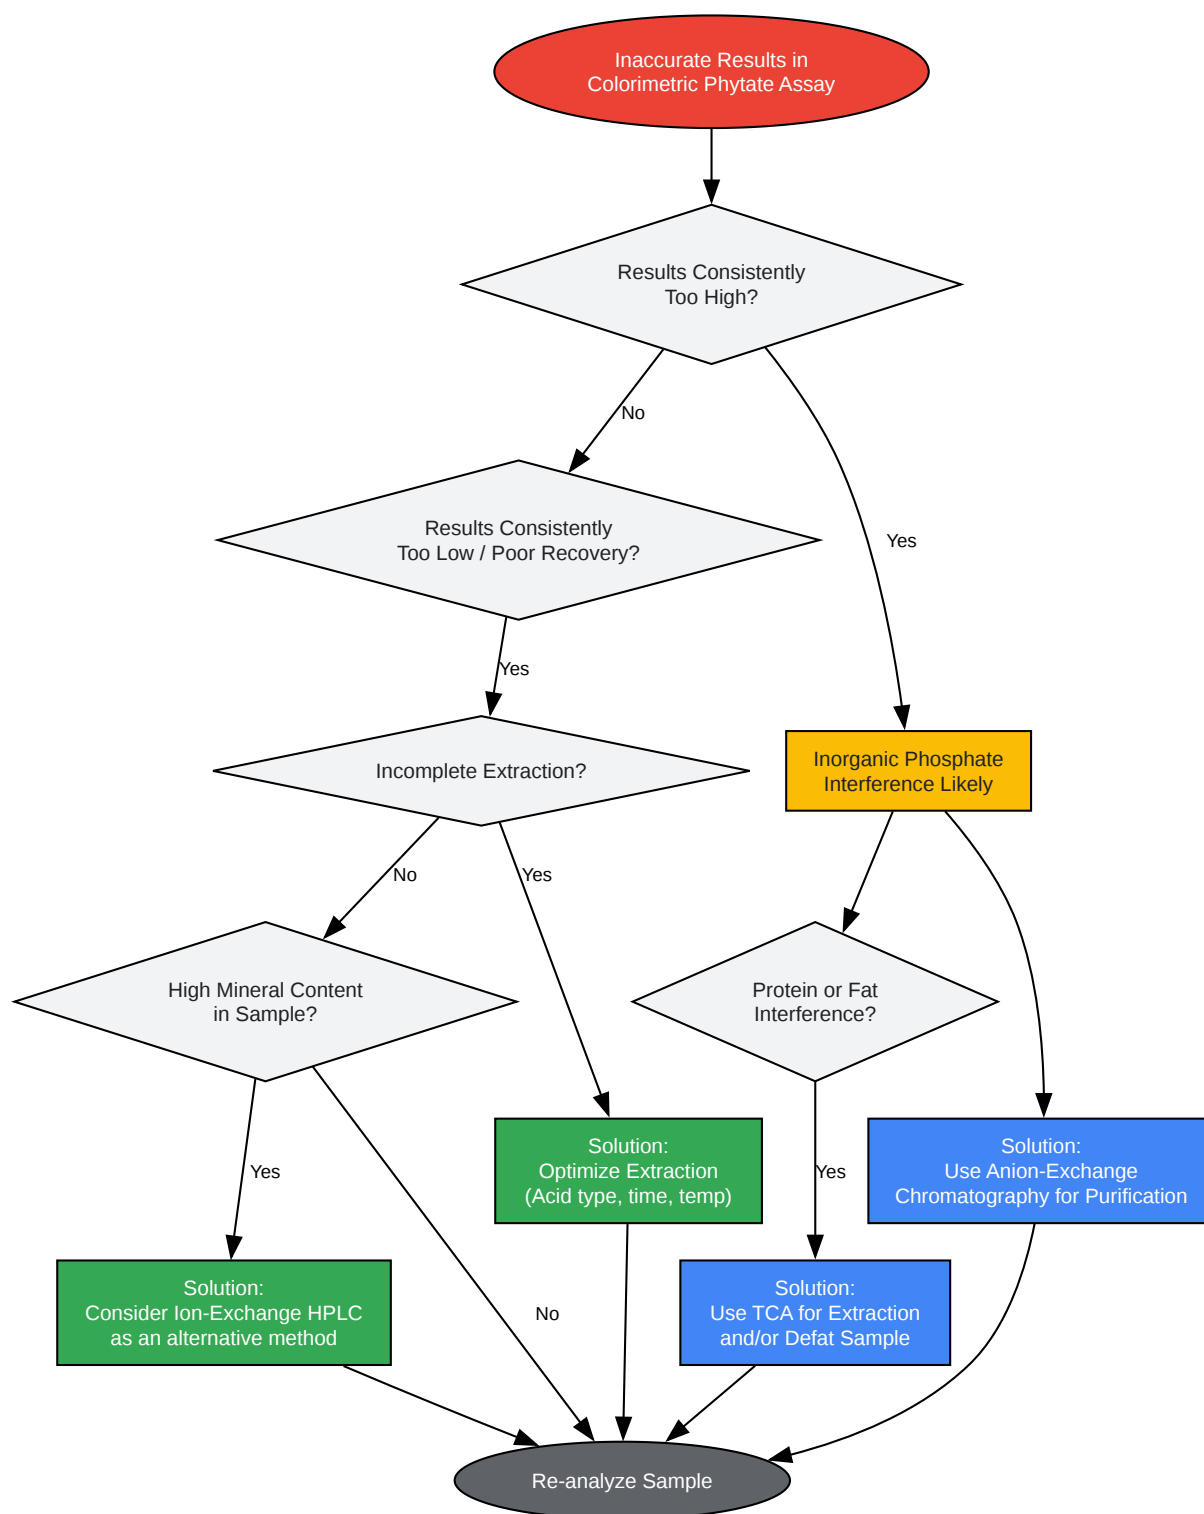 Inaccurate Results in
Colorimetric Phytate Assay
Results Consistently
Too High?
No
Yes
Results Consistently
Too Low / Poor Recovery?
Yes
Incomplete Extraction?
Inorganic Phosphate
Interference Likely
No
Yes
High Mineral Content
in Sample?
Protein or Fat
Interference?
Yes
Solution:
Optimize Extraction
(Acid type, time, temp)
Yes
Solution:
Use Anion-Exchange
Chromatography for Purification
Solution:
Consider Ion-Exchange HPLC
as an alternative method
No
Solution:
Use TCA for Extraction
and/or Defat Sample
Re-analyze Sample